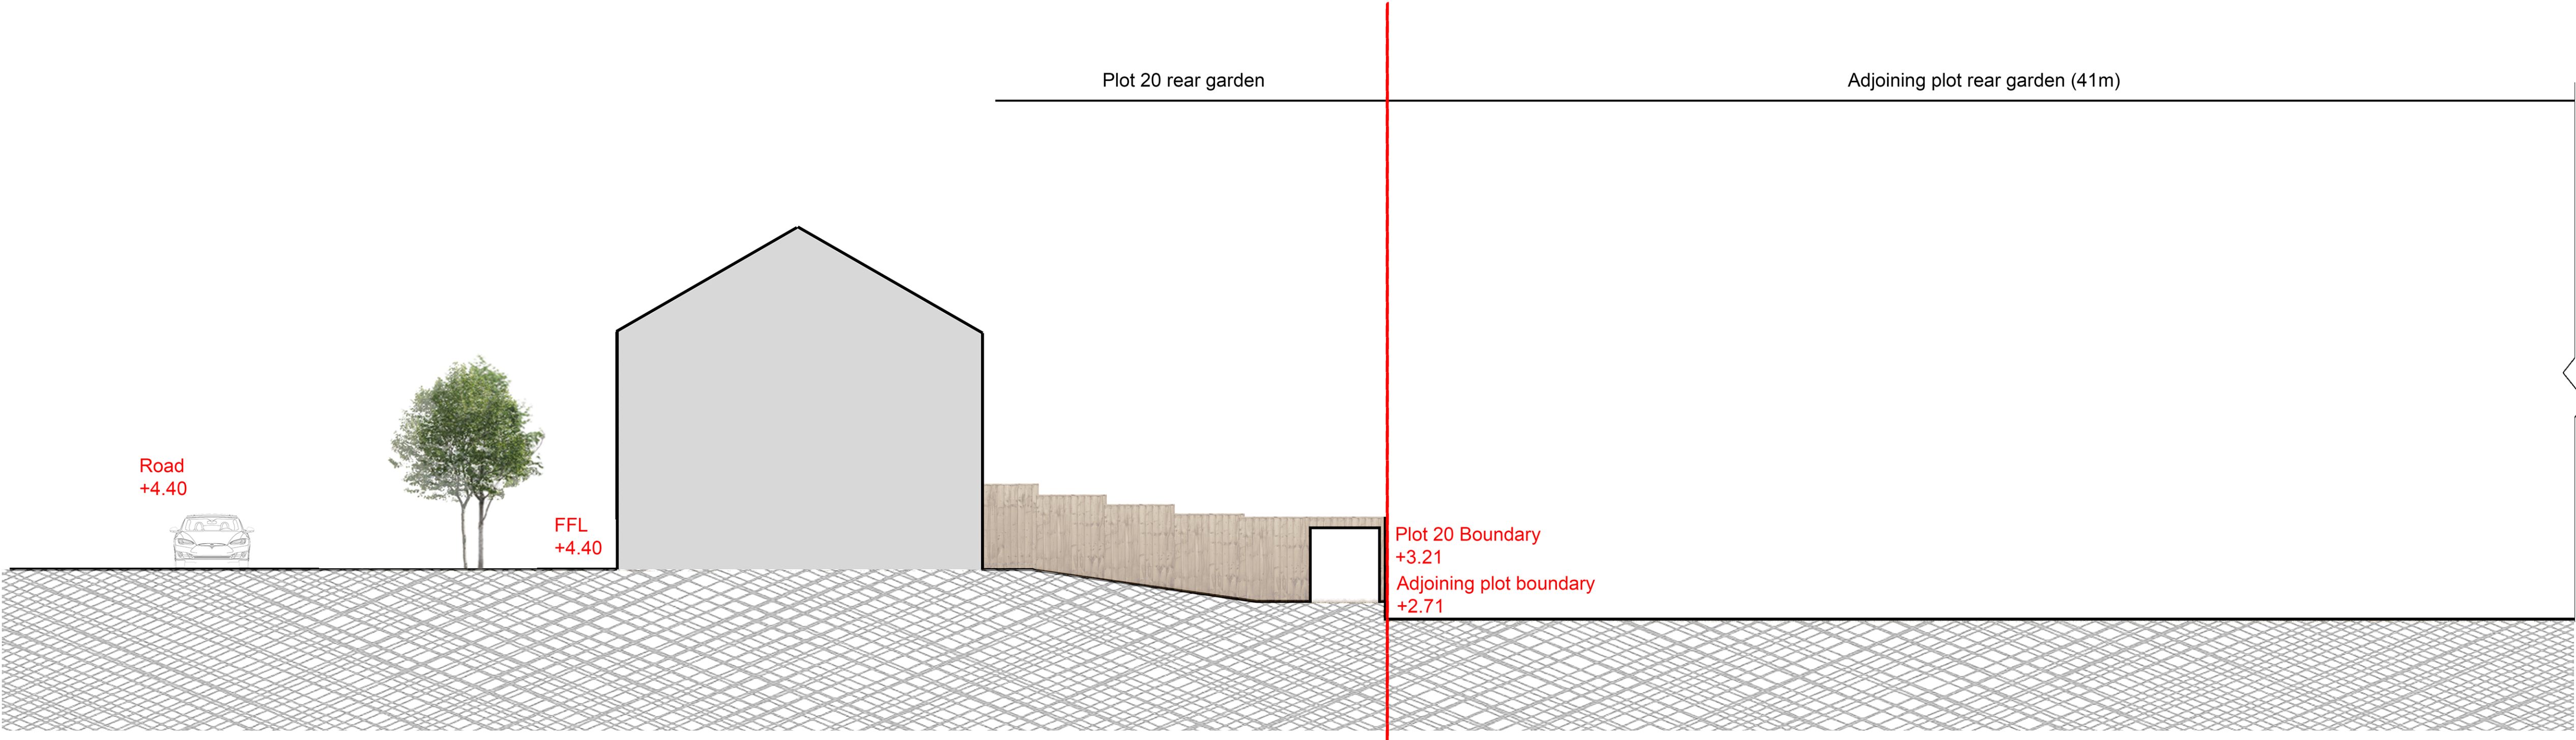 Plot 20 rear garden
Adjoining plot rear garden (41m)
Road
+4.40
FFL
+4.40
Plot 20 Boundary
+3.21
Adjoining plot boundary
+2.71